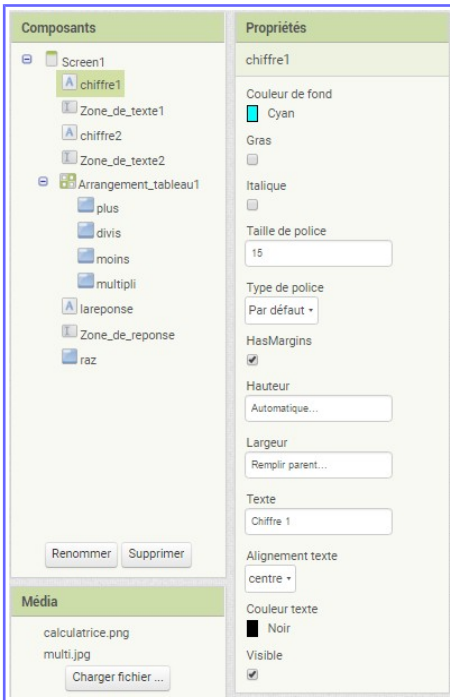 Composants
Screen1
chiffre1
Zone_de_texte1
chiffre2
Zone_de_texte2
Arrangement_tableau1
plus
divis
moins
multipli
lareponse
Zone_de_reponse
raz
Renommer Supprimer
Média
calculatrice.png
multi.jpg
Charger fichier ...
Propriétés
chiffre1
Couleur de fond
Cyan
Gras
Italique
Taille de police
15
Type de police
Par défaut
HasMargins
Hauteur
Automatique...
Largeur
Remplir parent...
Texte
Chiffre 1
Alignement texte
centre
Couleur texte
Noir
Visible